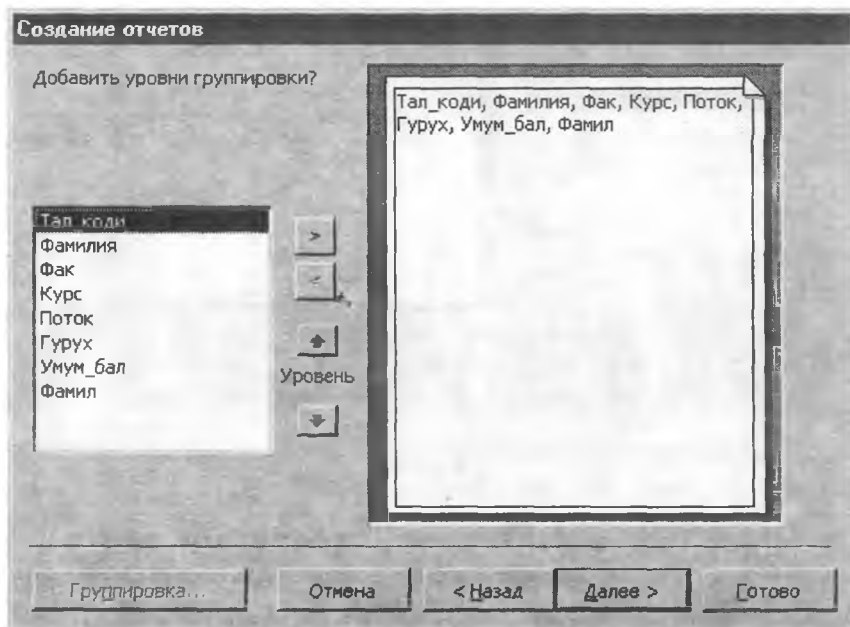 Создание отчетов
Добавить уровни группировки?
Тал_коди
Фамилия
Фак
Курс
Поток
Гурух
Умум_бал
Фамил
>
<
Уровень
Тал_коди, Фамилия, Фак, Курс, Поток,
Гурух, Умум_бал, Фамил
Группировка...
Отмена
< Назад
Далее >
Готово